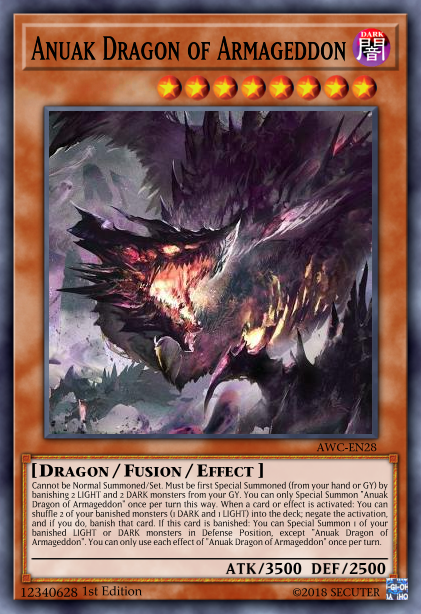 ANUAK DRAGON OF ARMAGEDDON
DARK
闇
AWC-EN28
[DRAGON / FUSION / EFFECT ]
Cannot be Normal Summoned/Set. Must be first Special Summoned (from your hand or GY) by
banishing 2 LIGHT and 2 DARK monsters from your GY. You can only Special Summon "Anuak
Dragon of Armageddon" once per turn this way. When a card or effect is activated: You can
shuffle 2 of your banished monsters (1 DARK and 1 LIGHT) into the deck; negate the activation,
and if you do, banish that card. If this card is banished: You can Special Summon 1 of your
banished LIGHT or DARK monsters in Defense Position, except "Anuak Dragon of
Armageddon". You can only use each effect of "Anuak Dragon of Armageddon" once per turn.
ATK/3500 DEF/2500
12340628 1st Edition
©2018 SECUTER